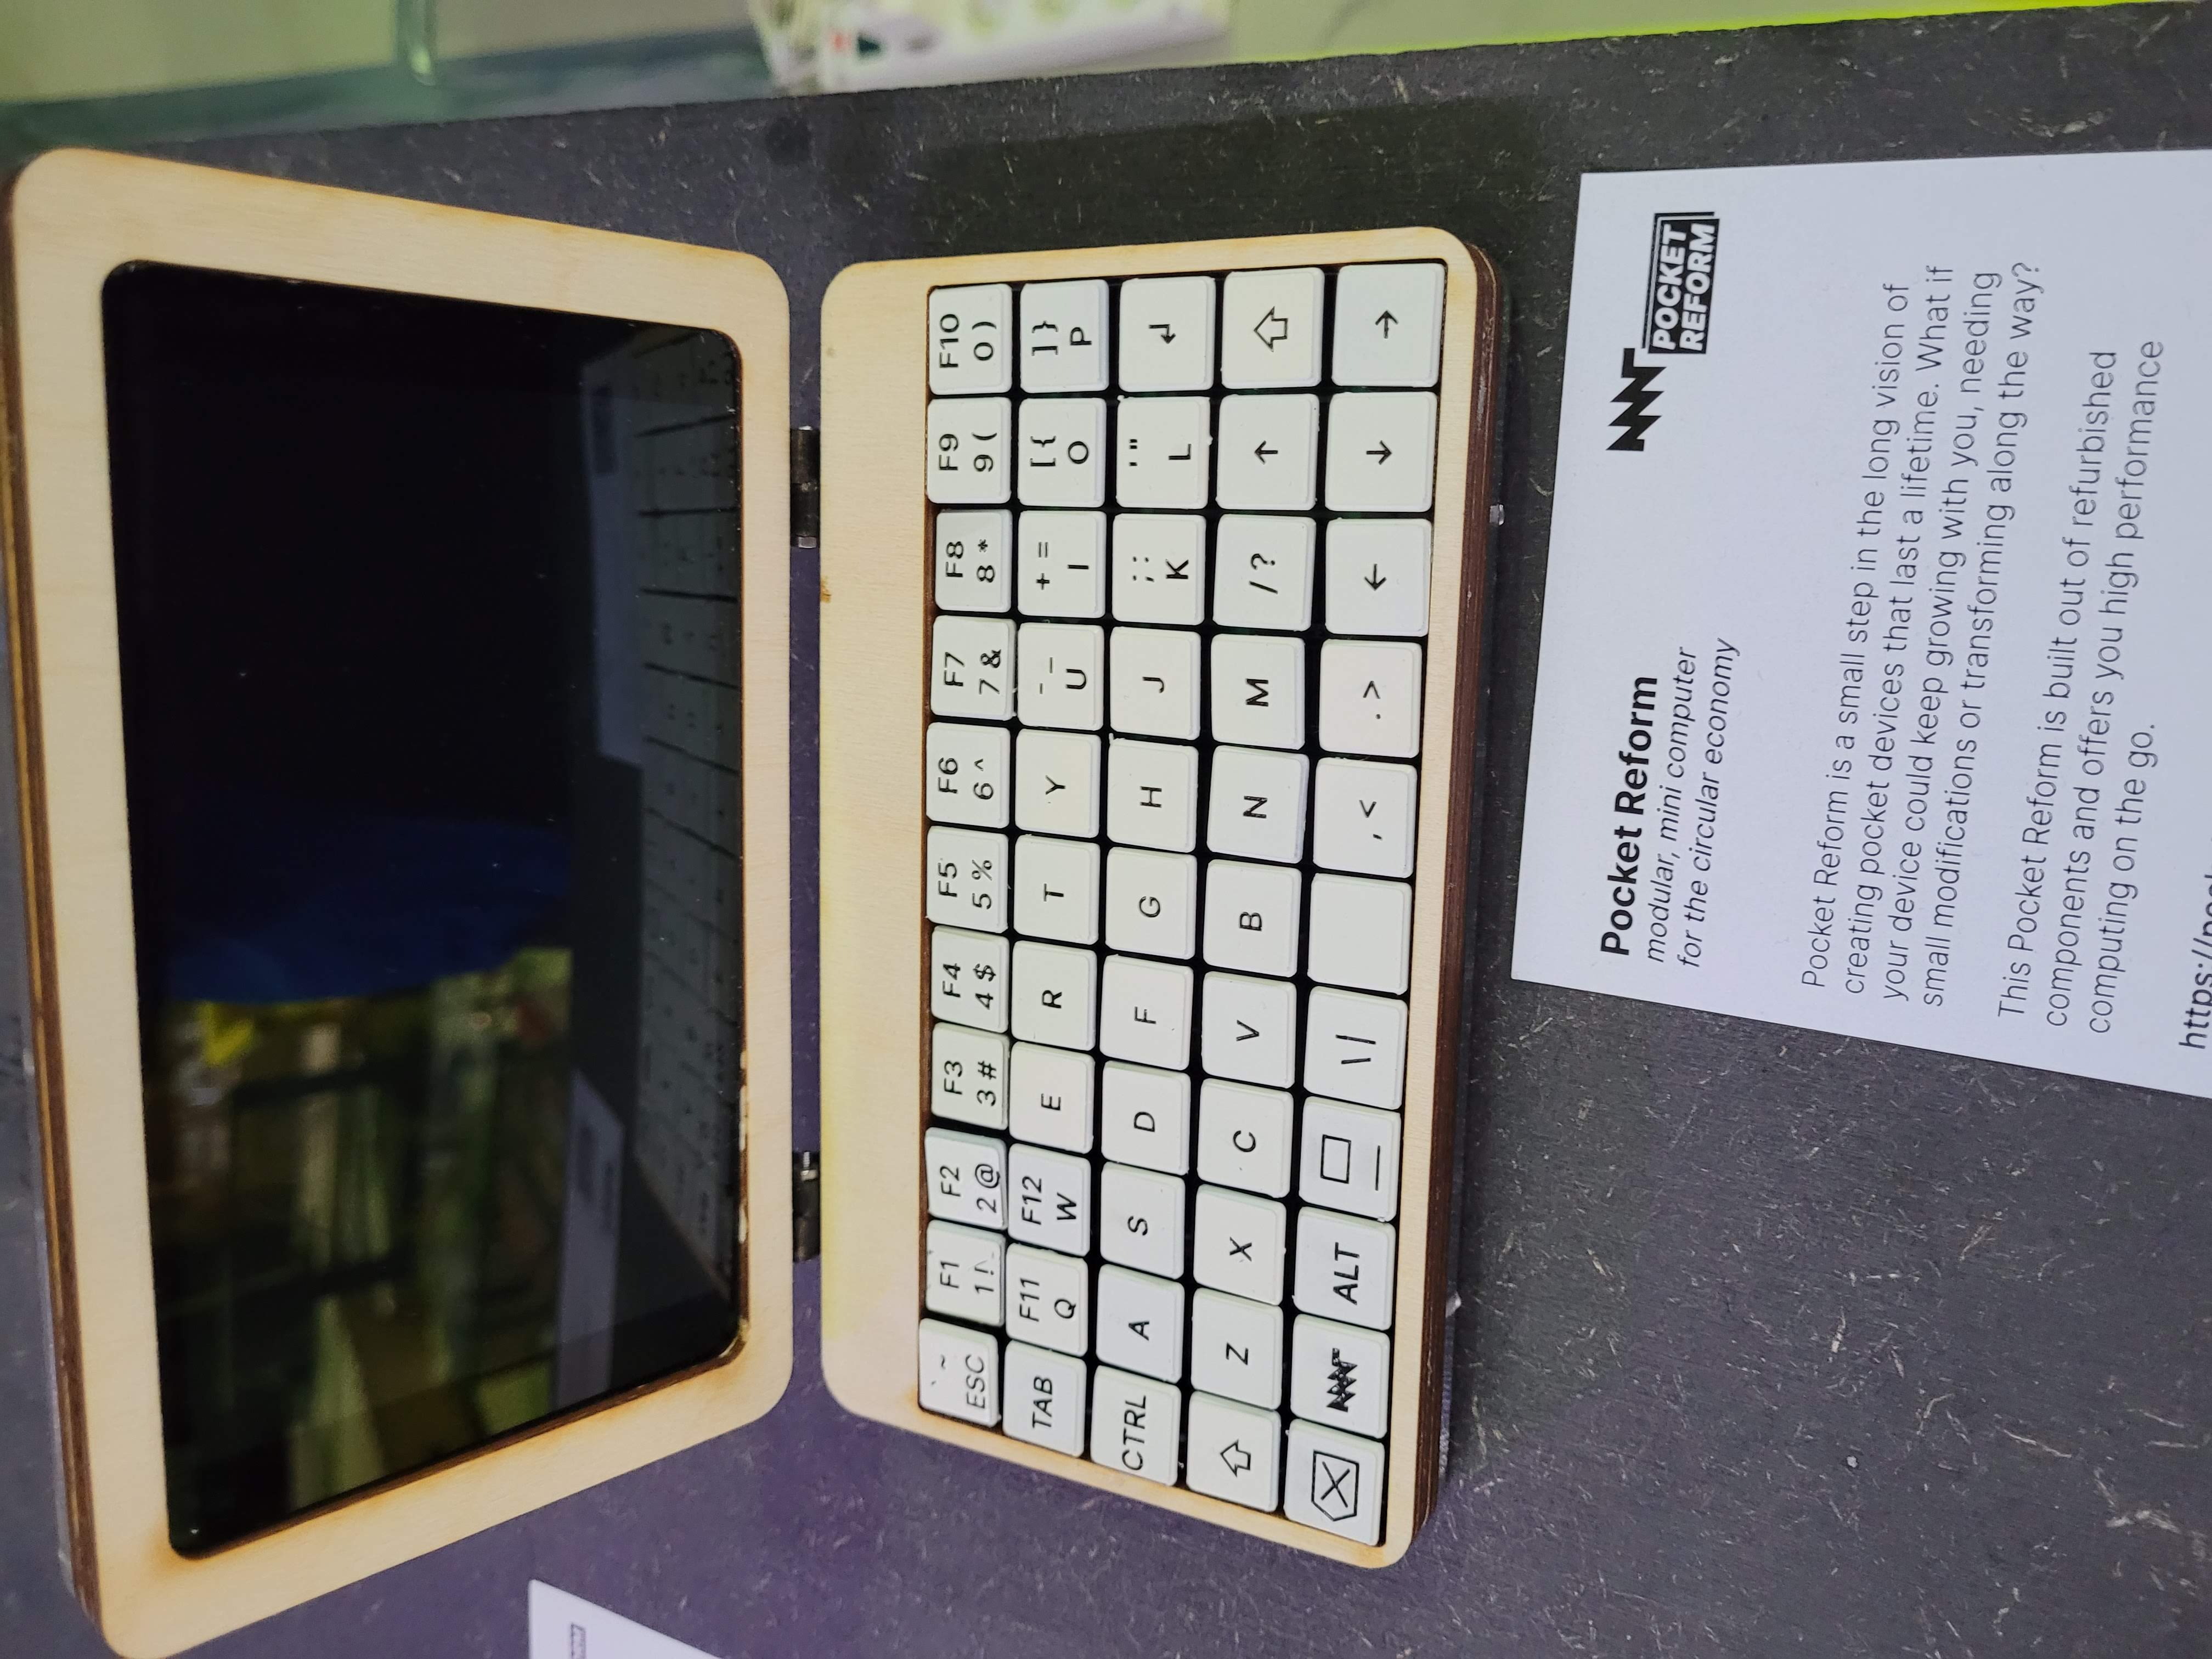 ` ~
ESC
F1
1 !
F2
2 @
F3
3 #
F4
4 $
F5
5 %
F6
6 ^
F7
7 &
F8
8 *
F9
9 (
F10
0 )
TAB
F11
Q
F12
W
E
R
T
Y
- _
U
+ =
I
[ {
O
] }
P
CTRL
A
S
D
F
G
H
J
; :
K
' "
L
↲
⇧
Z
X
C
V
B
N
M
/ ?
↑
⇧
⌫
ALT
\ |
, <
. >
←
↓
→
Pocket Reform
modular, mini computer
for the circular economy
POCKET
REFORM
Pocket Reform is a small step in the long vision of
creating pocket devices that last a lifetime. What if
your device could keep growing with you, needing
small modifications or transforming along the way?
This Pocket Reform is built out of refurbished
components and offers you high performance
computing on the go.